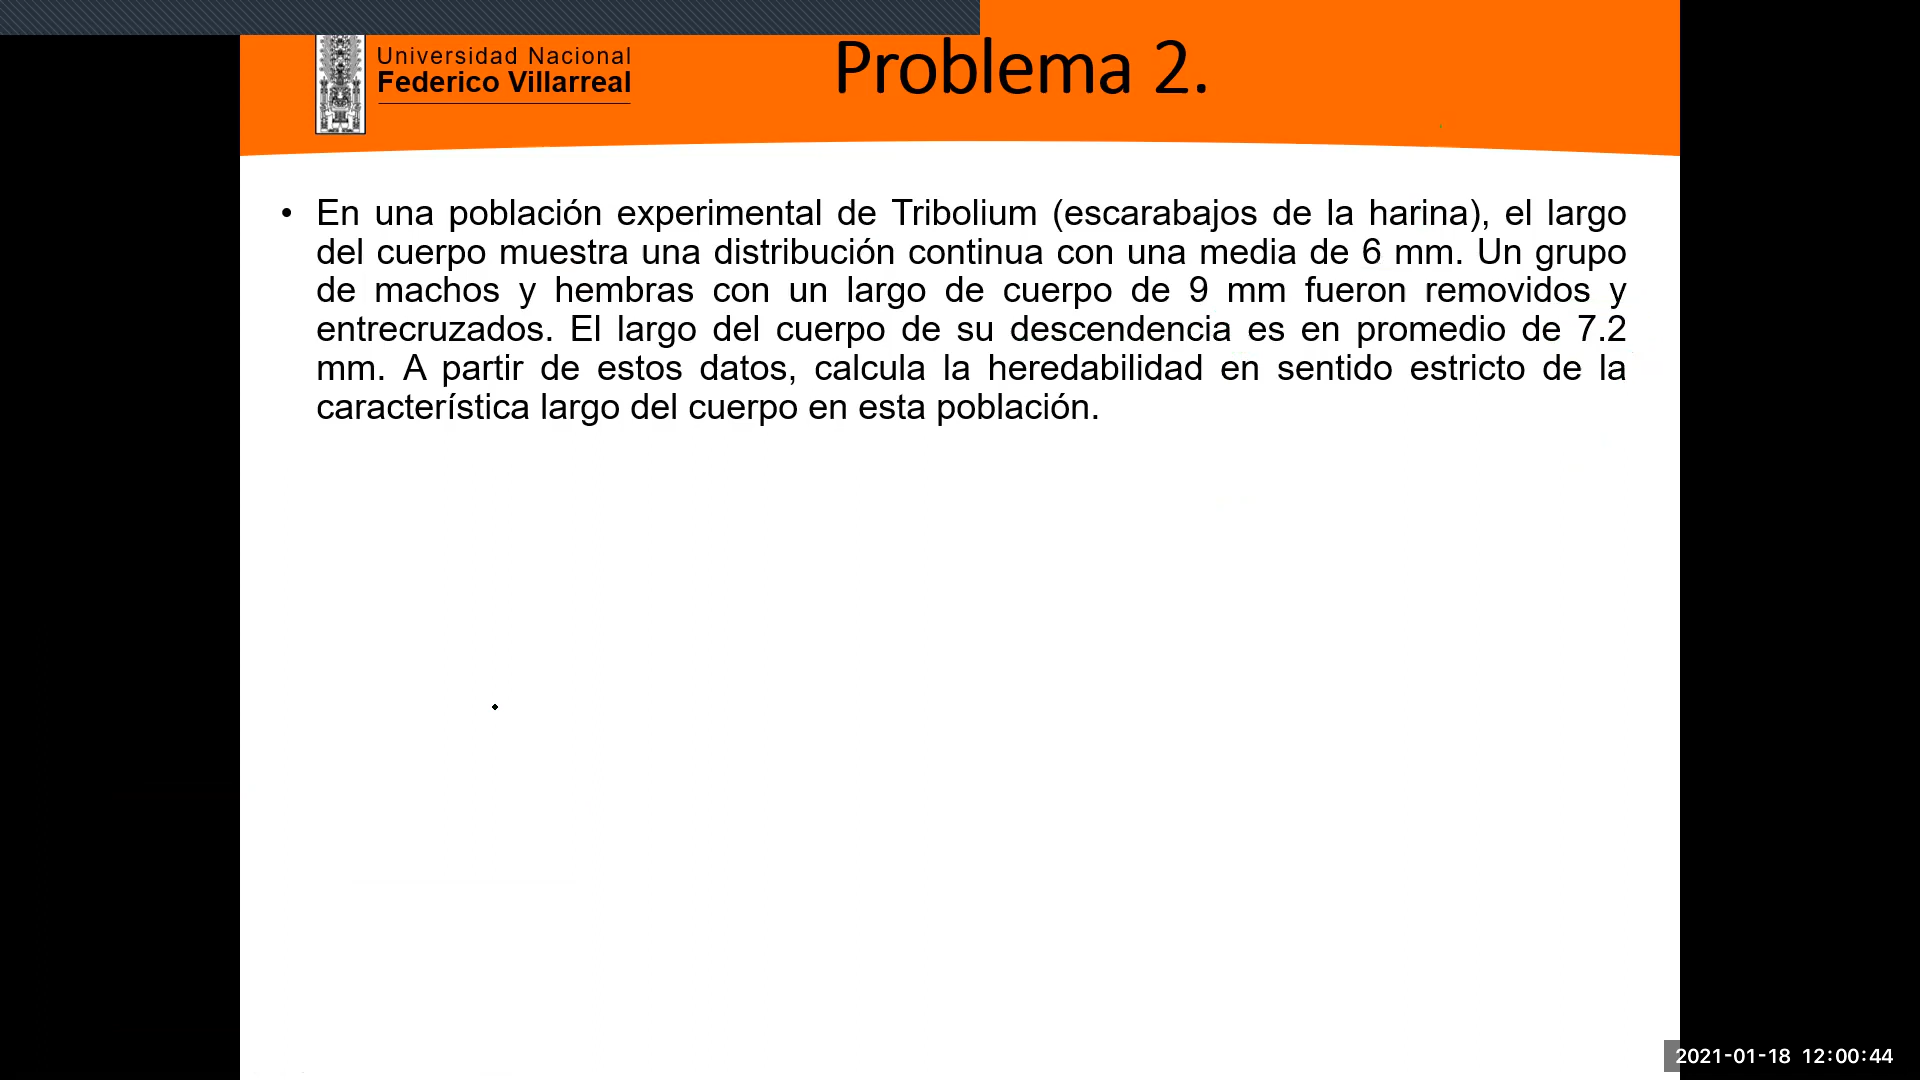 Universidad Nacional
Federico Villarreal
Problema 2.
• En una población experimental de Tribolium (escarabajos de la harina), el largo
del cuerpo muestra una distribución continua con una media de 6 mm. Un grupo
de machos y hembras con un largo de cuerpo de 9 mm fueron removidos y
entrecruzados. El largo del cuerpo de su descendencia es en promedio de 7.2
mm. A partir de estos datos, calcula la heredabilidad en sentido estricto de la
característica largo del cuerpo en esta población.
2021-01-18 12:00:44